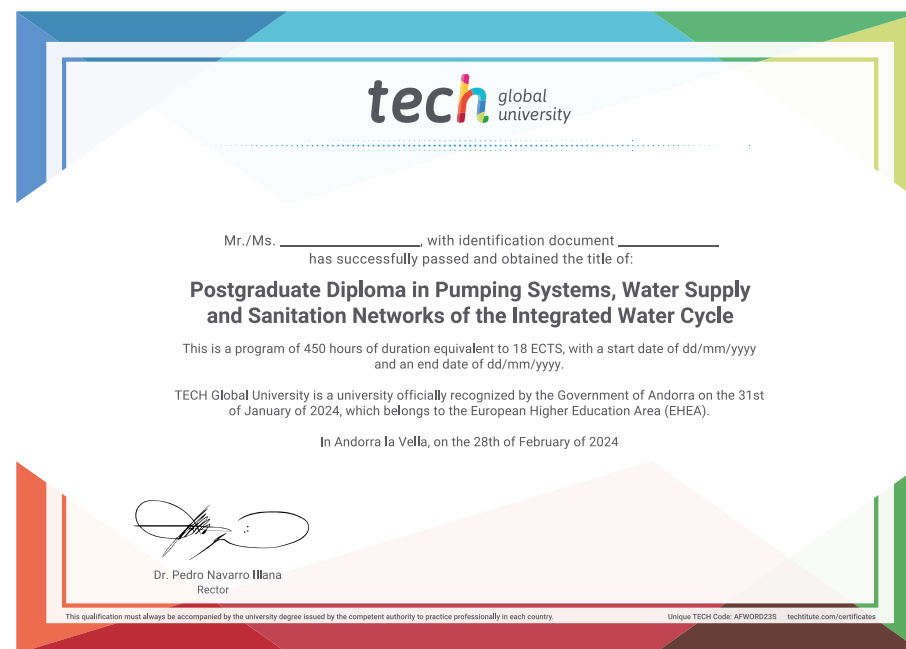 tech global university
Mr./Ms. ____________, with identification document ____________
has successfully passed and obtained the title of:
Postgraduate Diploma in Pumping Systems, Water Supply
and Sanitation Networks of the Integrated Water Cycle
This is a program of 450 hours of duration equivalent to 18 ECTS, with a start date of dd/mm/yyyy
and an end date of dd/mm/yyyy.
TECH Global University is a university officially recognized by the Government of Andorra on the 31st
of January of 2024, which belongs to the European Higher Education Area (EHEA).
In Andorra la Vella, on the 28th of February of 2024
Dr. Pedro Navarro Illana
Rector
This qualification must always be accompanied by the university degree issued by the competent authority to practice professionally in each country.
Unique TECH Code: AFWORD23S techtitute.com/certificates